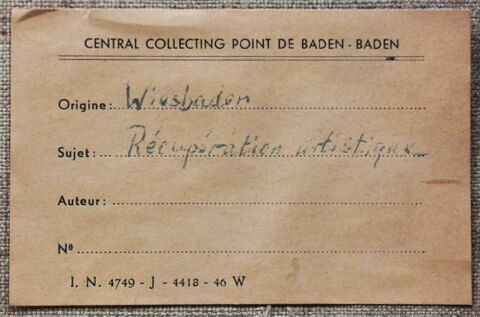 CENTRAL COLLECTING POINT DE BADEN - BADEN
Origine: Wiesbaden
Sujet: Récupération artistique
Auteur:
Nº
I. N. 4749 - J - 4418 - 46 W